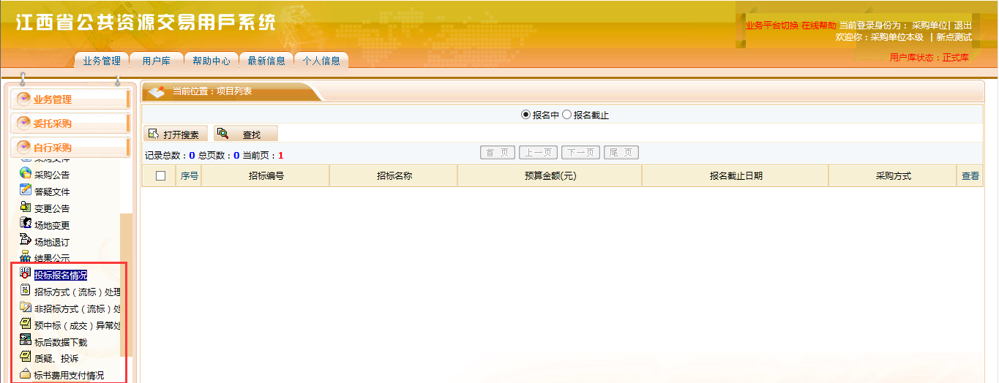 江西省公共资源交易用戶系统
业务平台切换 在线帮助 当前登录身份为： 采购单位| 退出
欢迎你：采购单位本级 | 新点测试
用户库状态：正式库
业务管理 用户库 帮助中心 最新信息 个人信息
业务管理
委托采购
自行采购
采购文件
采购公告
答疑文件
变更公告
场地变更
场地退订
结果公示
投标报名情况
招标方式（流标）处理
非招标方式（流标）处
预中标（成交）异常处
标后数据下载
质疑、投诉
标书费用支付情况
当前位置：项目列表
报名中 报名截止
打开搜索 查找
记录总数：0 总页数：0 当前页：1 首 页 上一页 下一页 尾 页
序号 招标编号 招标名称 预算金额(元) 报名截止日期 采购方式 查看